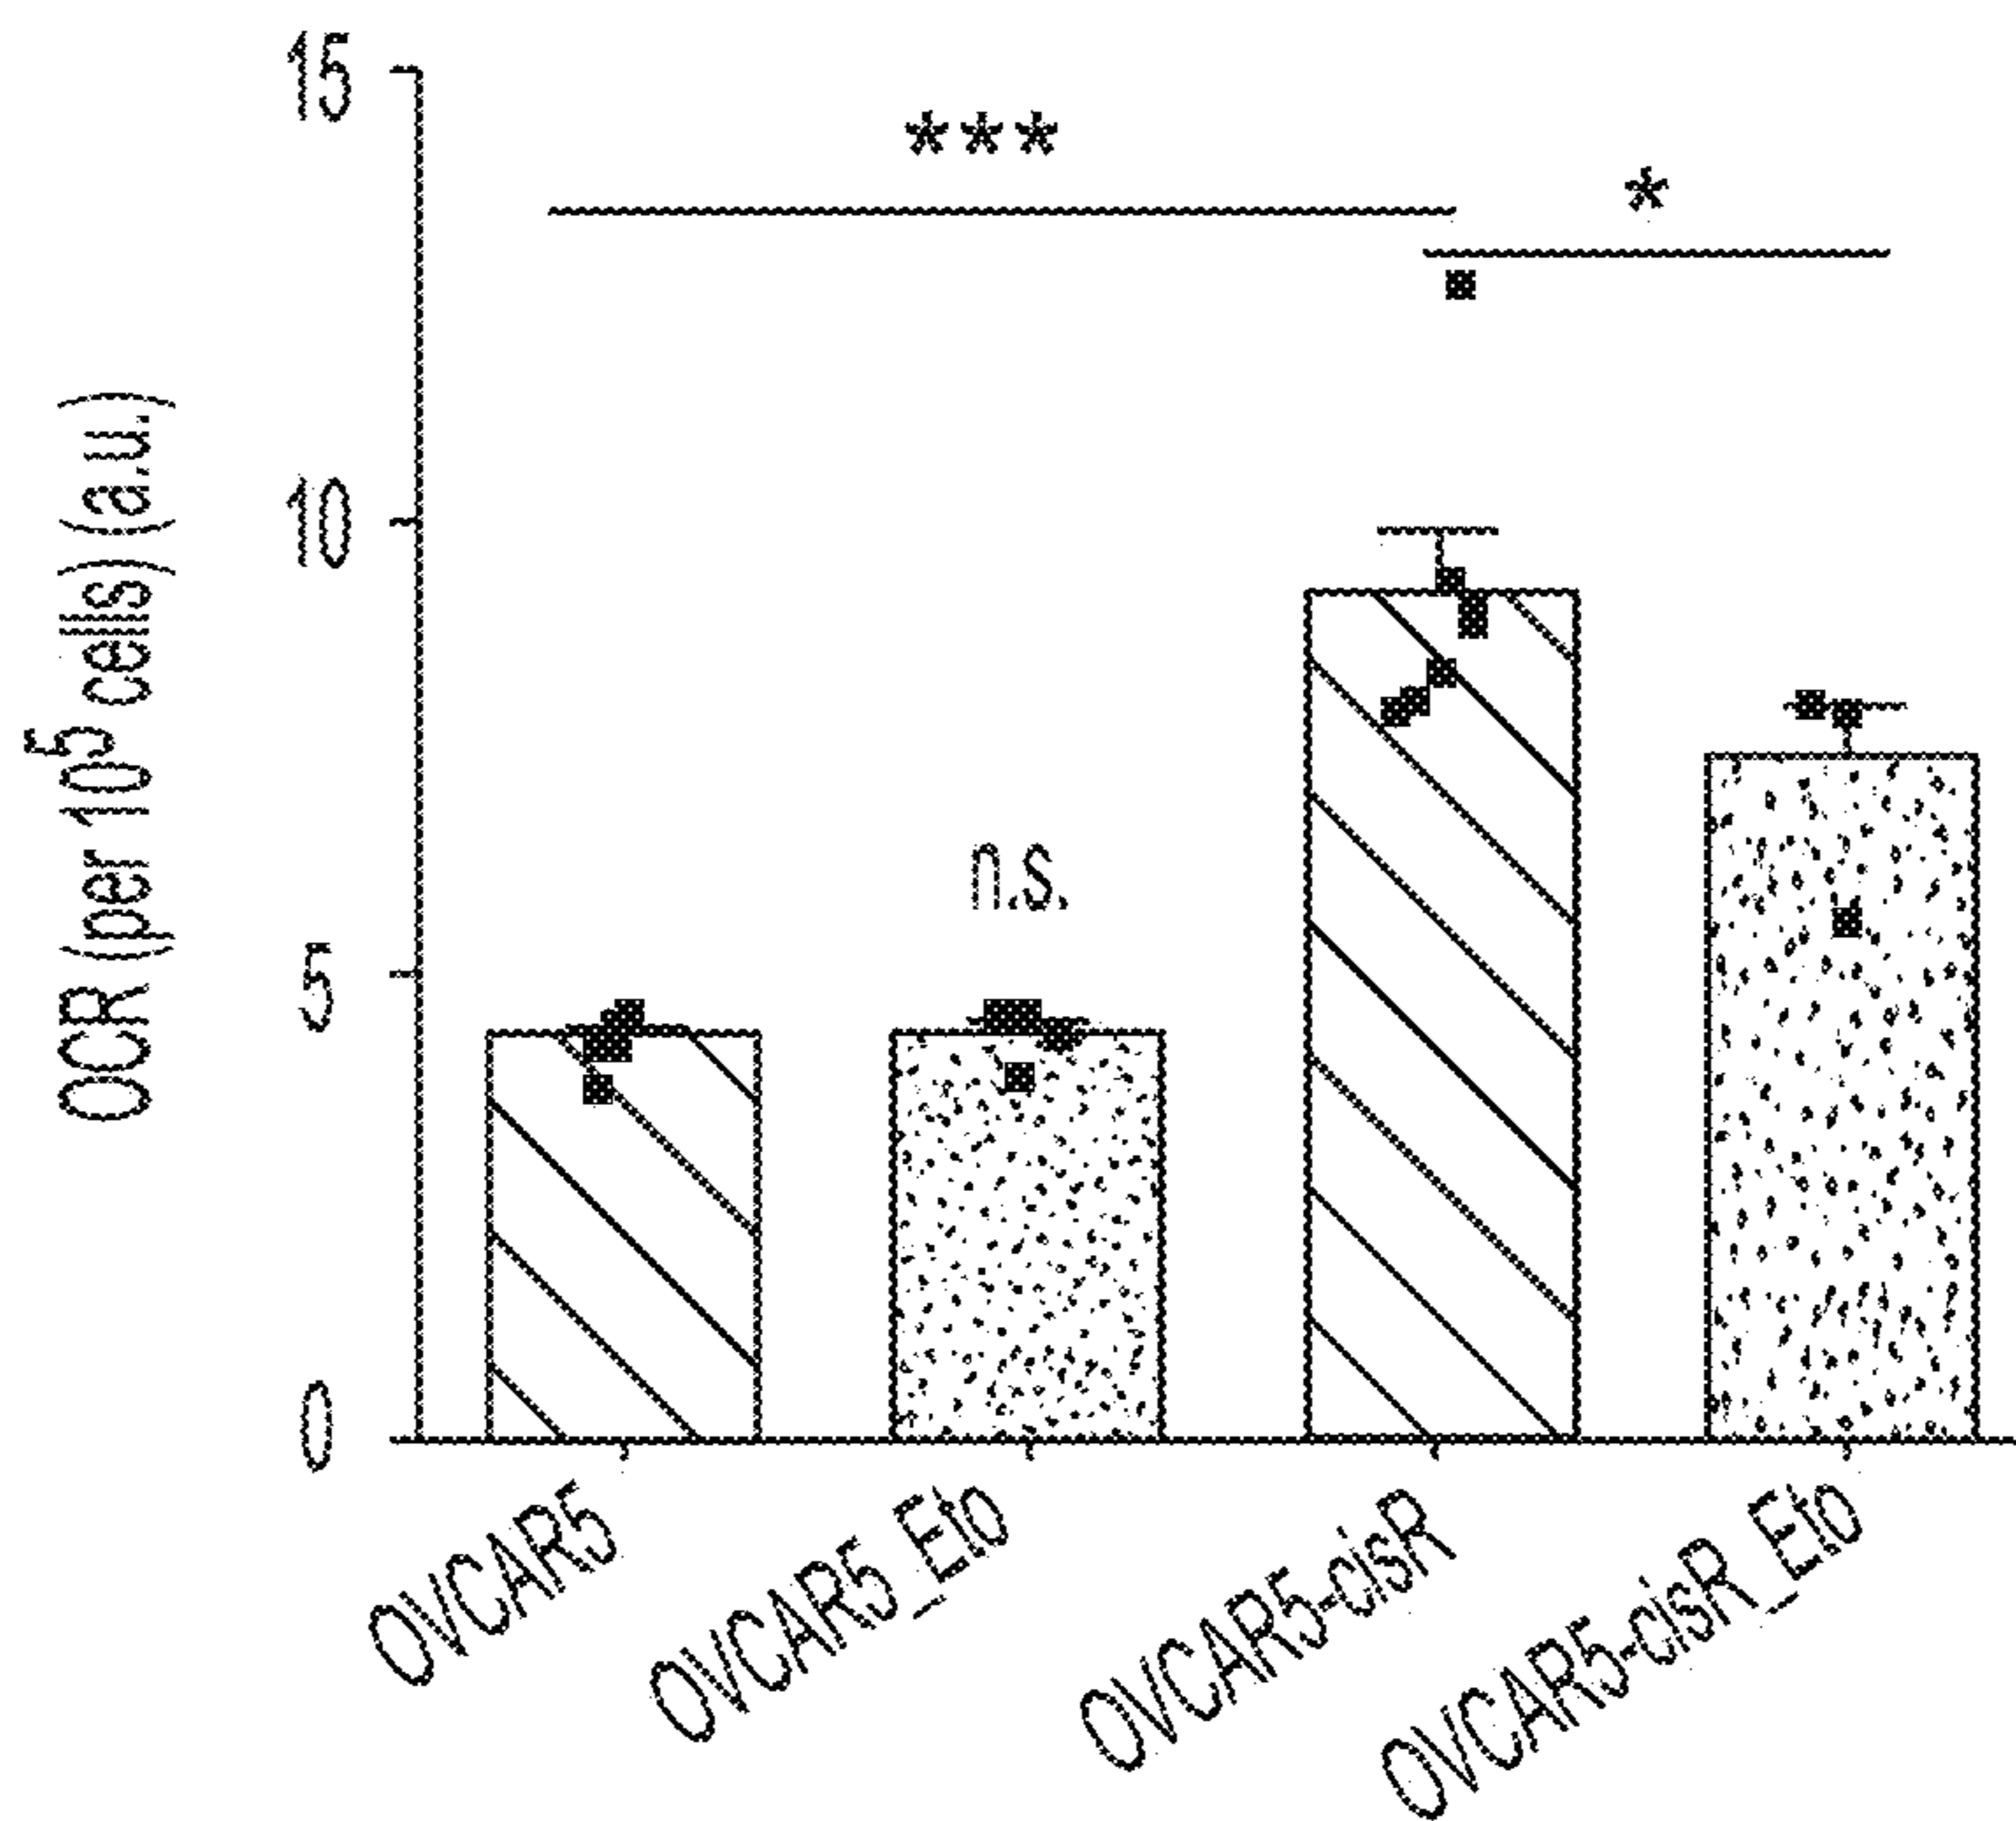 OCR (per 10⁵ cells) (a.u.)
15
10
5
0
***
*
n.s.
OVCAR5
OVCAR5_Eto
OVCAR5-cisR
OVCAR5-cisR_Eto